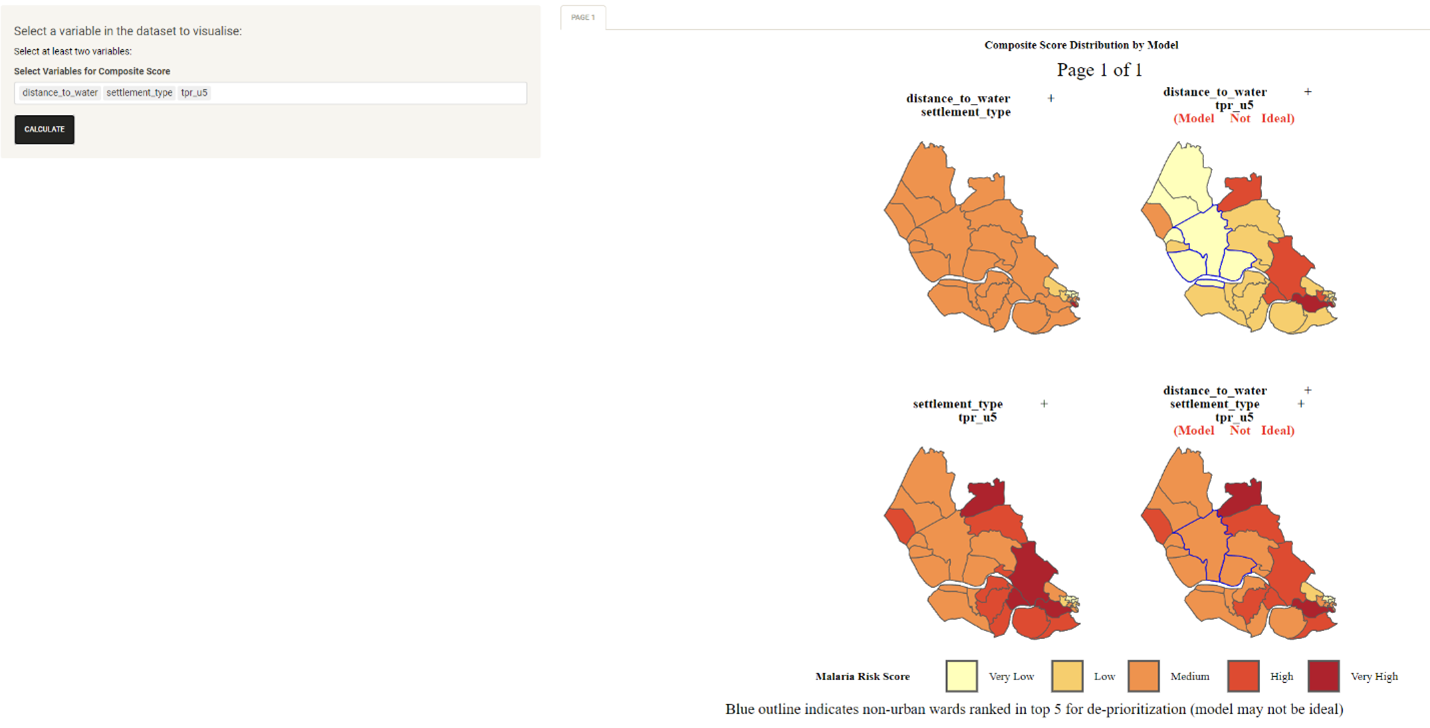 Select a variable in the dataset to visualise:
Select at least two variables:
Select Variables for Composite Score
distance_to_water settlement_type tpr_u5
CALCULATE
PAGE 1
Composite Score Distribution by Model
Page 1 of 1
distance_to_water +
settlement_type
distance_to_water +
tpr_u5
(Model Not Ideal)
settlement_type +
tpr_u5
distance_to_water +
settlement_type +
tpr_u5
(Model Not Ideal)
Malaria Risk Score Very Low Low Medium High Very High
Blue outline indicates non-urban wards ranked in top 5 for de-prioritization (model may not be ideal)